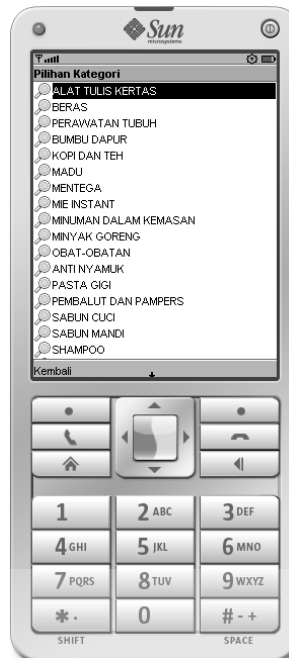 Sun
microsystems
Pilihan Kategori
ALAT TULIS KERTAS
BERAS
PERAWATAN TUBUH
BUMBU DAPUR
KOPI DAN TEH
MADU
MENTEGA
MIE INSTANT
MINUMAN DALAM KEMASAN
MINYAK GORENG
OBAT-OBATAN
ANTI NYAMUK
PASTA GIGI
PEMBALUT DAN PAMPERS
SABUN CUCI
SABUN MANDI
SHAMPOO
Kembali
1 2 ABC 3 DEF
4 GHI 5 JKL 6 MNO
7 PQRS 8 TUV 9 WXYZ
* . 0 # - +
SHIFT SPACE